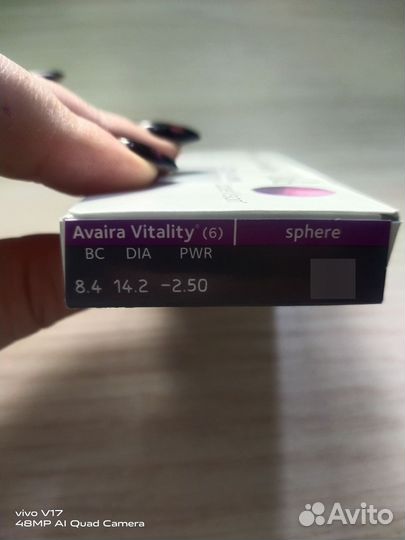 Avaira Vitality® (6) sphere
BC DIA PWR
8.4 14.2 −2.50
vivo V17
48MP AI Quad Camera
Avito